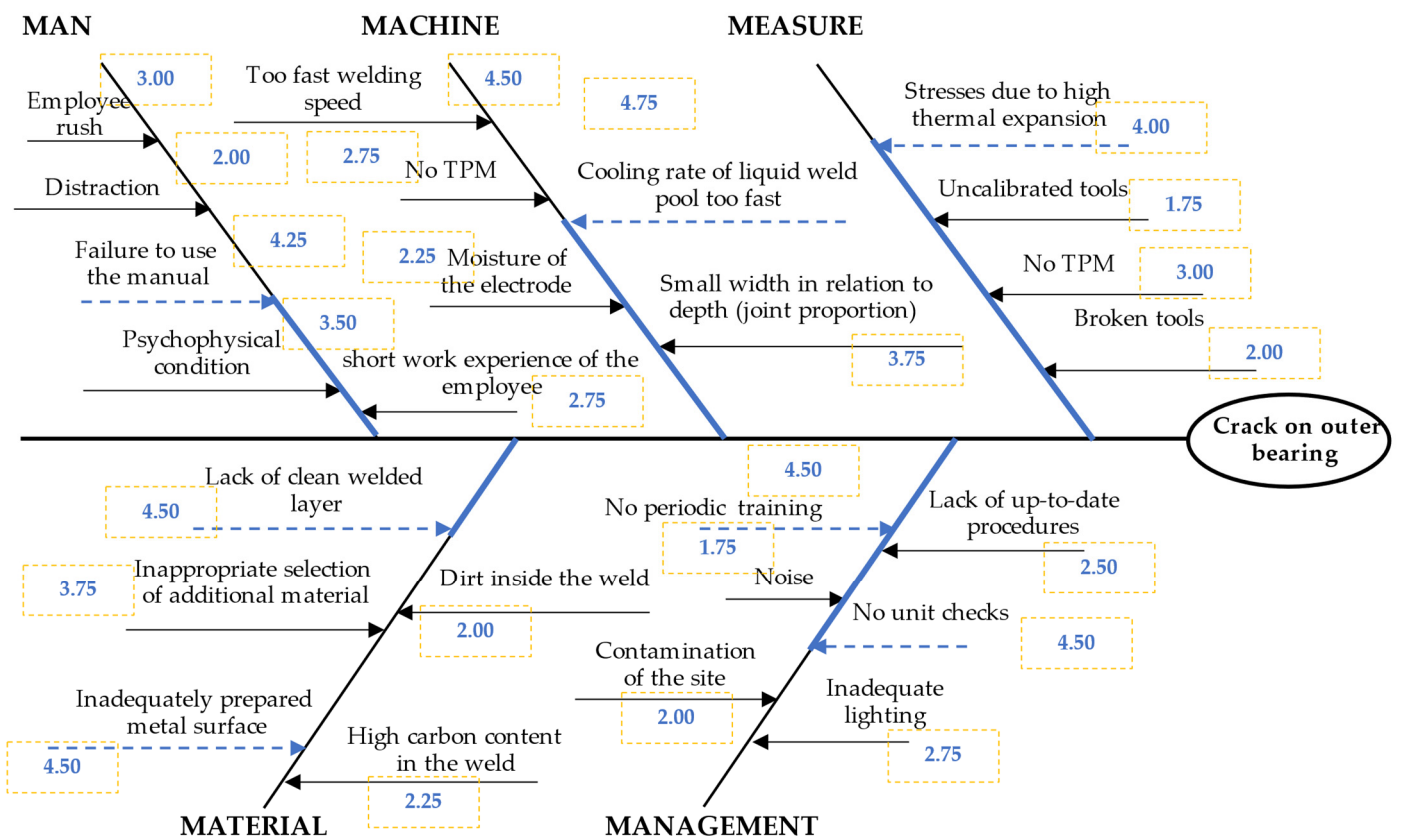 MAN
MACHINE
MEASURE
3.00
Employee
rush
2.00
Distraction
4.25
Failure to use
the manual
3.50
Psychophysical
condition
short work experience of the
employee
2.75
Too fast welding
speed
4.50
4.75
2.75
No TPM
Cooling rate of liquid weld
pool too fast
2.25
Moisture of
the electrode
Small width in relation to
depth (joint proportion)
3.75
Stresses due to high
thermal expansion
4.00
Uncalibrated tools
1.75
No TPM
3.00
Broken tools
2.00
Crack on outer
bearing
Lack of clean welded
layer
4.50
Inappropriate selection
of additional material
3.75
Dirt inside the weld
2.00
Inadequately prepared
metal surface
4.50
High carbon content
in the weld
2.25
4.50
No periodic training
1.75
Noise
Lack of up-to-date
procedures
2.50
No unit checks
4.50
Contamination
of the site
2.00
Inadequate
lighting
2.75
MATERIAL
MANAGEMENT